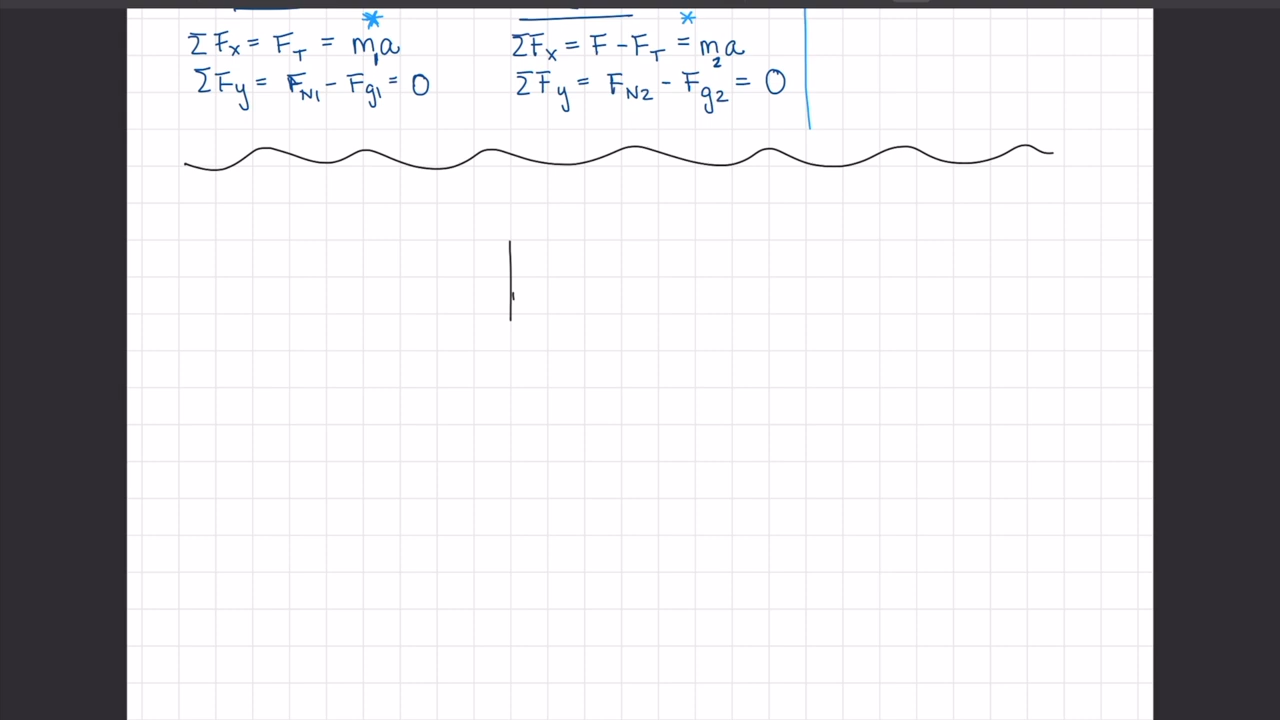 ΣFx = FT = m1a
ΣFy = FN1 - Fg1 = 0
ΣFx = F - FT = m2a
ΣFy = FN2 - Fg2 = 0